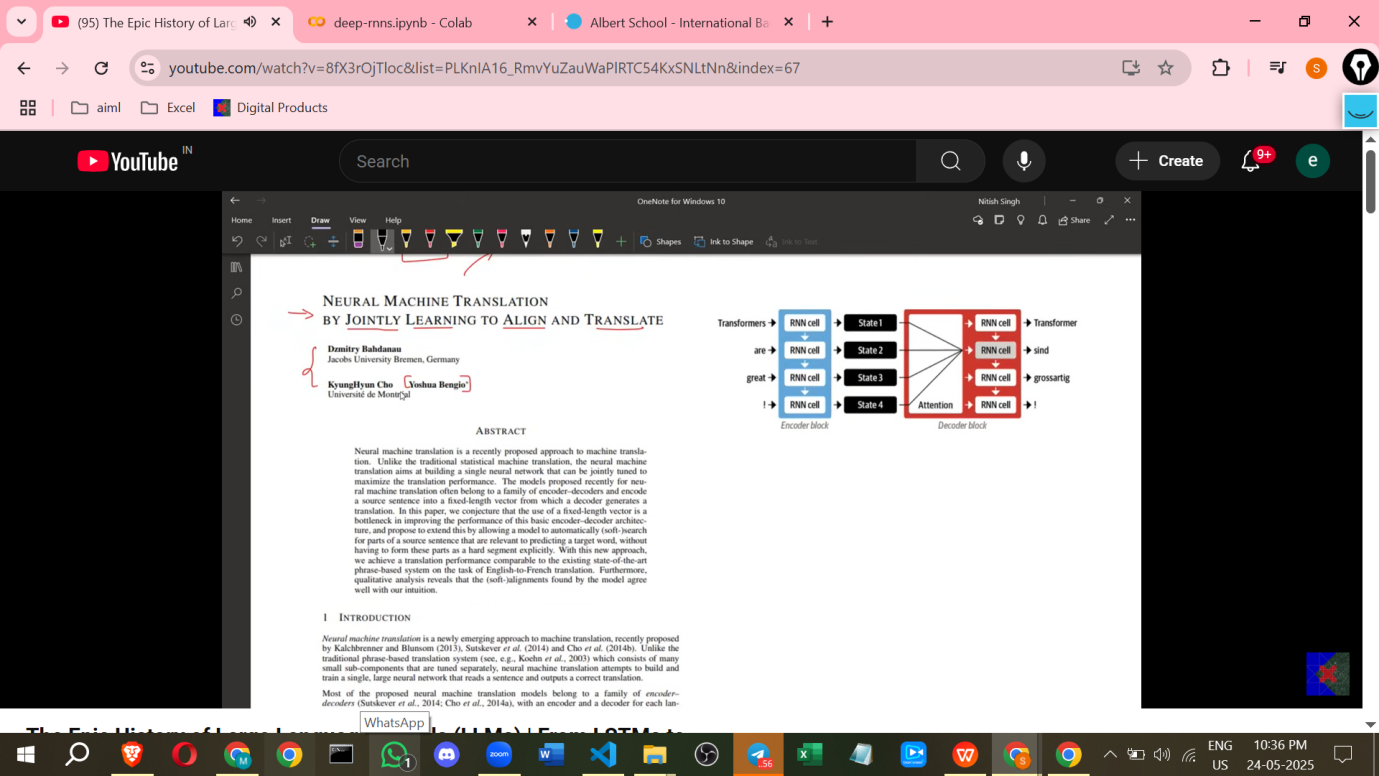 (95) The Epic History of Larg
deep-rnns.ipynb - Colab
Albert School - International Ba
youtube.com/watch?v=8fX3rOjTloc&list=PLKnIA16_RmvYuZauWaPlRTC54KxSNLtNn&index=67
S
aiml
Excel
Digital Products
YouTube IN
Search
Create
9+
e
OneNote for Windows 10
Nitish Singh
Home Insert Draw View Help
Share
Shapes
Ink to Shape
Ink to Text
NEURAL MACHINE TRANSLATION
BY JOINTLY LEARNING TO ALIGN AND TRANSLATE
Dzmitry Bahdanau
Jacobs University Bremen, Germany
KyungHyun Cho Yoshua Bengio*
Université de Montréal
ABSTRACT
Neural machine translation is a recently proposed approach to machine transla-
tion. Unlike the traditional statistical machine translation, the neural machine
translation aims at building a single neural network that can be jointly tuned to
maximize the translation performance. The models proposed recently for neu-
ral machine translation often belong to a family of encoder–decoders and encode
a source sentence into a fixed-length vector from which a decoder generates a
translation. In this paper, we conjecture that the use of a fixed-length vector is a
bottleneck in improving the performance of this basic encoder–decoder architec-
ture, and propose to extend this by allowing a model to automatically (soft-)search
for parts of a source sentence that are relevant to predicting a target word, without
having to form these parts as a hard segment explicitly. With this new approach,
we achieve a translation performance comparable to the existing state-of-the-art
phrase-based system on the task of English-to-French translation. Furthermore,
qualitative analysis reveals that the (soft-)alignments found by the model agree
well with our intuition.
1 INTRODUCTION
Neural machine translation is a newly emerging approach to machine translation, recently proposed
by Kalchbrenner and Blunsom (2013), Sutskever et al. (2014) and Cho et al. (2014b). Unlike the
traditional phrase-based translation system (see, e.g., Koehn et al., 2003) which consists of many
small sub-components that are tuned separately, neural machine translation attempts to build and
train a single, large neural network that reads a sentence and outputs a correct translation.
Most of the proposed neural machine translation models belong to a family of encoder–
decoders (Sutskever et al., 2014; Cho et al., 2014a), with an encoder and a decoder for each lan-
Transformers RNN cell State 1 RNN cell Transformer
are RNN cell State 2 RNN cell sind
great RNN cell State 3 RNN cell grossartig
! RNN cell State 4 Attention RNN cell !
Encoder block
Decoder block
WhatsApp
The Epic History of
(LLMs) | From LSTMs to
M
1
zoom
56
S
ENG
US
10:36 PM
24-05-2025